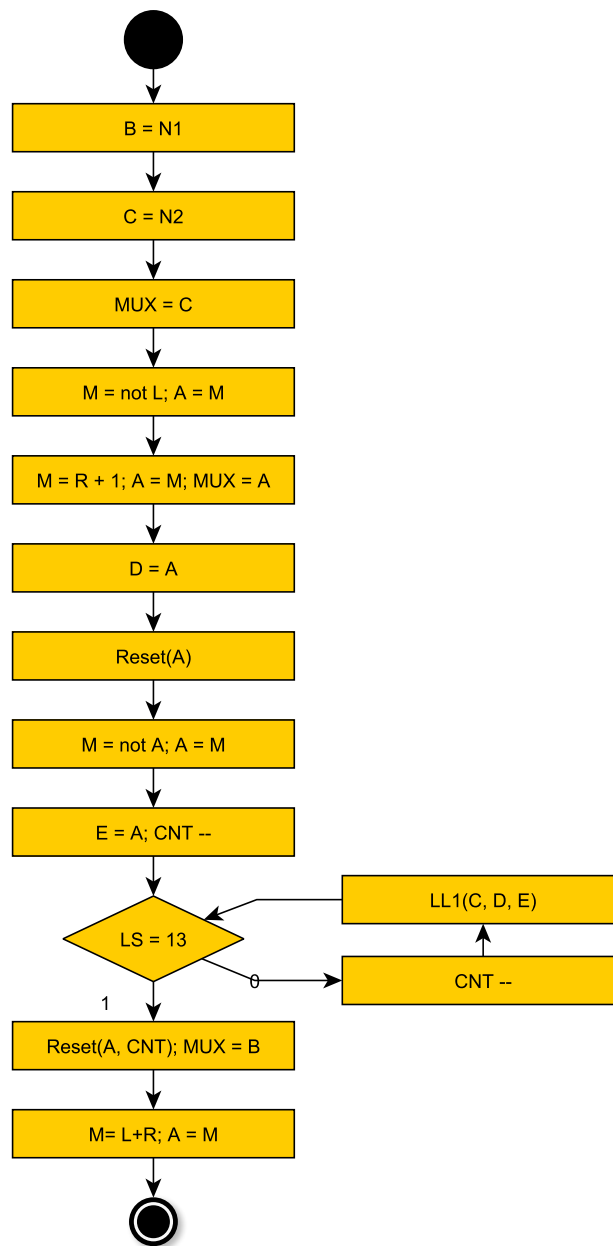 B = N1
C = N2
MUX = C
M = not L; A = M
M = R + 1; A = M; MUX = A
D = A
Reset(A)
M = not A; A = M
E = A; CNT --
LL1(C, D, E)
LS = 13
0
CNT --
1
Reset(A, CNT); MUX = B
M= L+R; A = M